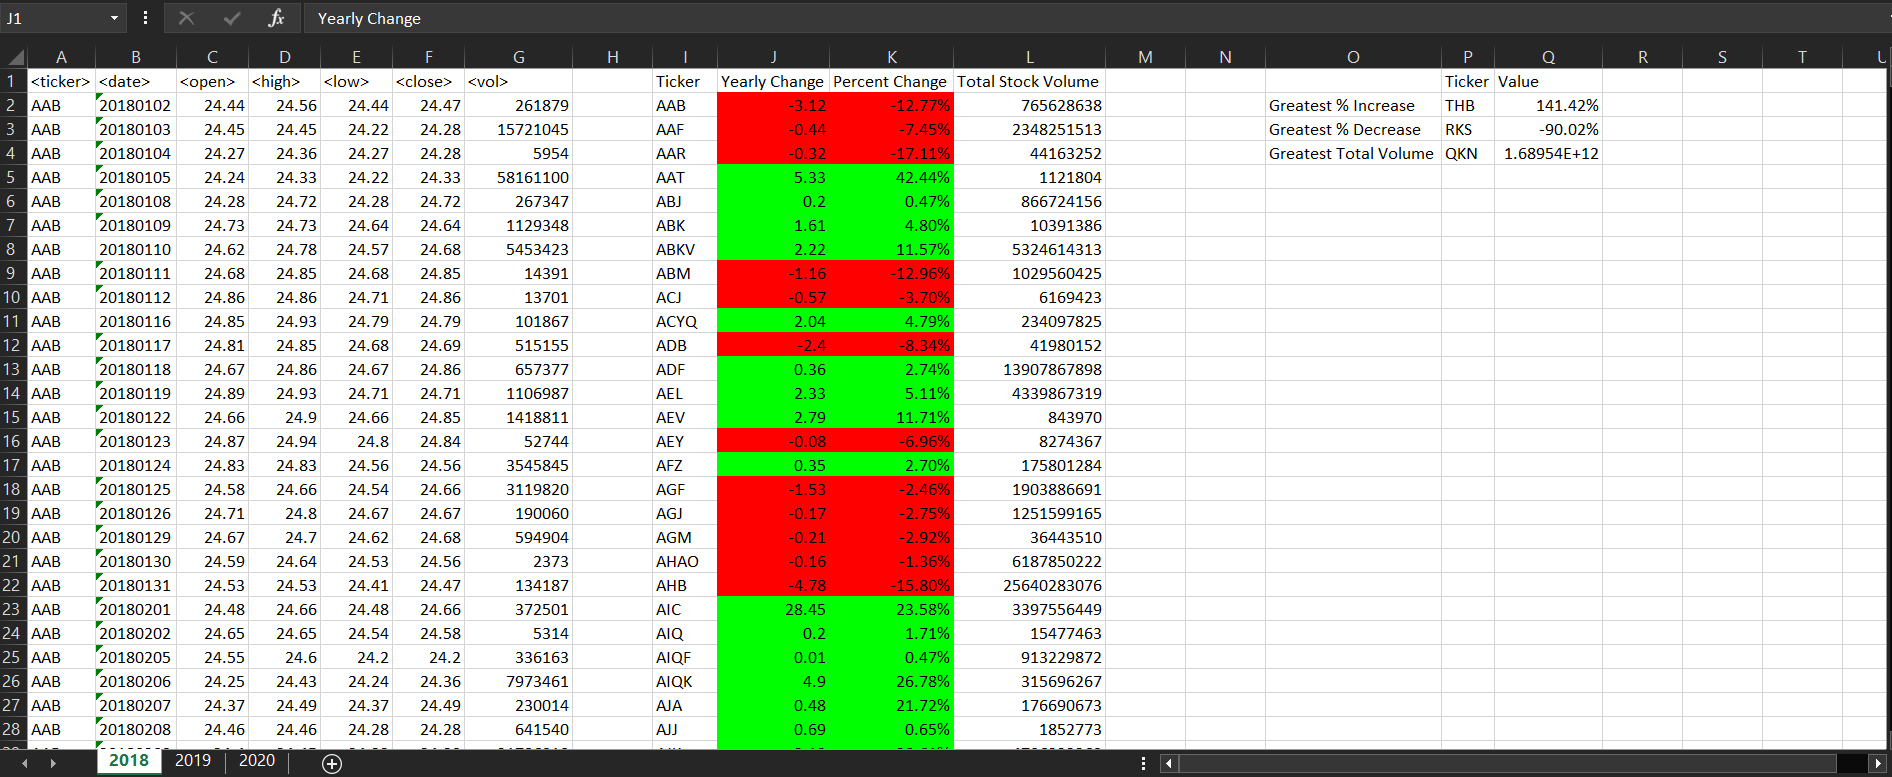 J1 fx Yearly Change
A B C D E F G H I J K L M N O P Q R S T U
1 <ticker> <date> <open> <high> <low> <close> <vol> Ticker Yearly Change Percent Change Total Stock Volume Ticker Value
2 AAB 20180102 24.44 24.56 24.44 24.47 261879 AAB -3.12 -12.77% 765628638 Greatest % Increase THB 141.42%
3 AAB 20180103 24.45 24.45 24.22 24.28 15721045 AAF -0.44 -7.45% 2348251513 Greatest % Decrease RKS -90.02%
4 AAB 20180104 24.27 24.36 24.27 24.28 5954 AAR -0.32 -17.11% 44163252 Greatest Total Volume QKN 1.68954E+12
5 AAB 20180105 24.24 24.33 24.22 24.33 58161100 AAT 5.33 42.44% 1121804
6 AAB 20180108 24.28 24.72 24.28 24.72 267347 ABJ 0.2 0.47% 866724156
7 AAB 20180109 24.73 24.73 24.64 24.64 1129348 ABK 1.61 4.80% 10391386
8 AAB 20180110 24.62 24.78 24.57 24.68 5453423 ABKV 2.22 11.57% 5324614313
9 AAB 20180111 24.68 24.85 24.68 24.85 14391 ABM -1.16 -12.96% 1029560425
10 AAB 20180112 24.86 24.86 24.71 24.86 13701 ACJ -0.57 -3.70% 6169423
11 AAB 20180116 24.85 24.93 24.79 24.79 101867 ACYQ 2.04 4.79% 234097825
12 AAB 20180117 24.81 24.85 24.68 24.69 515155 ADB -2.4 -8.34% 41980152
13 AAB 20180118 24.67 24.86 24.67 24.86 657377 ADF 0.36 2.74% 13907867898
14 AAB 20180119 24.89 24.93 24.71 24.71 1106987 AEL 2.33 5.11% 4339867319
15 AAB 20180122 24.66 24.9 24.66 24.85 1418811 AEV 2.79 11.71% 843970
16 AAB 20180123 24.87 24.94 24.8 24.84 52744 AEY -0.08 -6.96% 8274367
17 AAB 20180124 24.83 24.83 24.56 24.56 3545845 AFZ 0.35 2.70% 175801284
18 AAB 20180125 24.58 24.66 24.54 24.66 3119820 AGF -1.53 -2.46% 1903886691
19 AAB 20180126 24.71 24.8 24.67 24.67 190060 AGJ -0.17 -2.75% 1251599165
20 AAB 20180129 24.67 24.7 24.62 24.68 594904 AGM -0.21 -2.92% 36443510
21 AAB 20180130 24.59 24.64 24.53 24.56 2373 AHAO -0.16 -1.36% 6187850222
22 AAB 20180131 24.53 24.53 24.41 24.47 134187 AHB -4.78 -15.80% 25640283076
23 AAB 20180201 24.48 24.66 24.48 24.66 372501 AIC 28.45 23.58% 3397556449
24 AAB 20180202 24.65 24.65 24.54 24.58 5314 AIQ 0.2 1.71% 15477463
25 AAB 20180205 24.55 24.6 24.2 24.2 336163 AIQF 0.01 0.47% 913229872
26 AAB 20180206 24.25 24.43 24.24 24.36 7973461 AIQK 4.9 26.78% 315696267
27 AAB 20180207 24.37 24.49 24.37 24.49 230014 AJA 0.48 21.72% 176690673
28 AAB 20180208 24.46 24.46 24.28 24.28 641540 AJJ 0.69 0.65% 1852773
2018 2019 2020